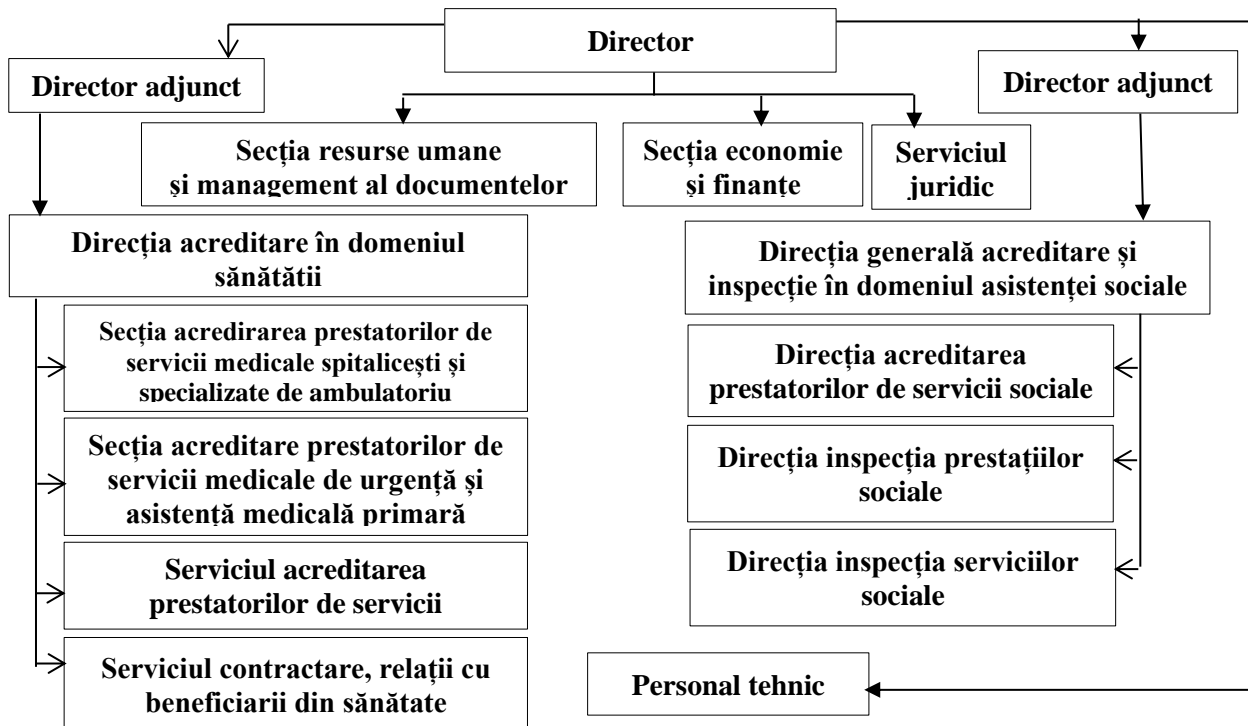 Director
Director adjunct
Director adjunct
Secția resurse umane
și management al documentelor
Secția economie
și finanțe
Serviciul
juridic
Direcția acreditare în domeniul
sănătății
Secția acredirarea prestatorilor de
servicii medicale spitalicești și
specializate de ambulatoriu
Secția acreditare prestatorilor de
servicii medicale de urgență și
asistență medicală primară
Serviciul acreditarea
prestatorilor de servicii
Serviciul contractare, relații cu
beneficiarii din sănătate
Direcția generală acreditare și
inspecție în domeniul asistenței sociale
Direcția acreditarea
prestatorilor de servicii sociale
Direcția inspecția prestațiilor
sociale
Direcția inspecția serviciilor
sociale
Personal tehnic